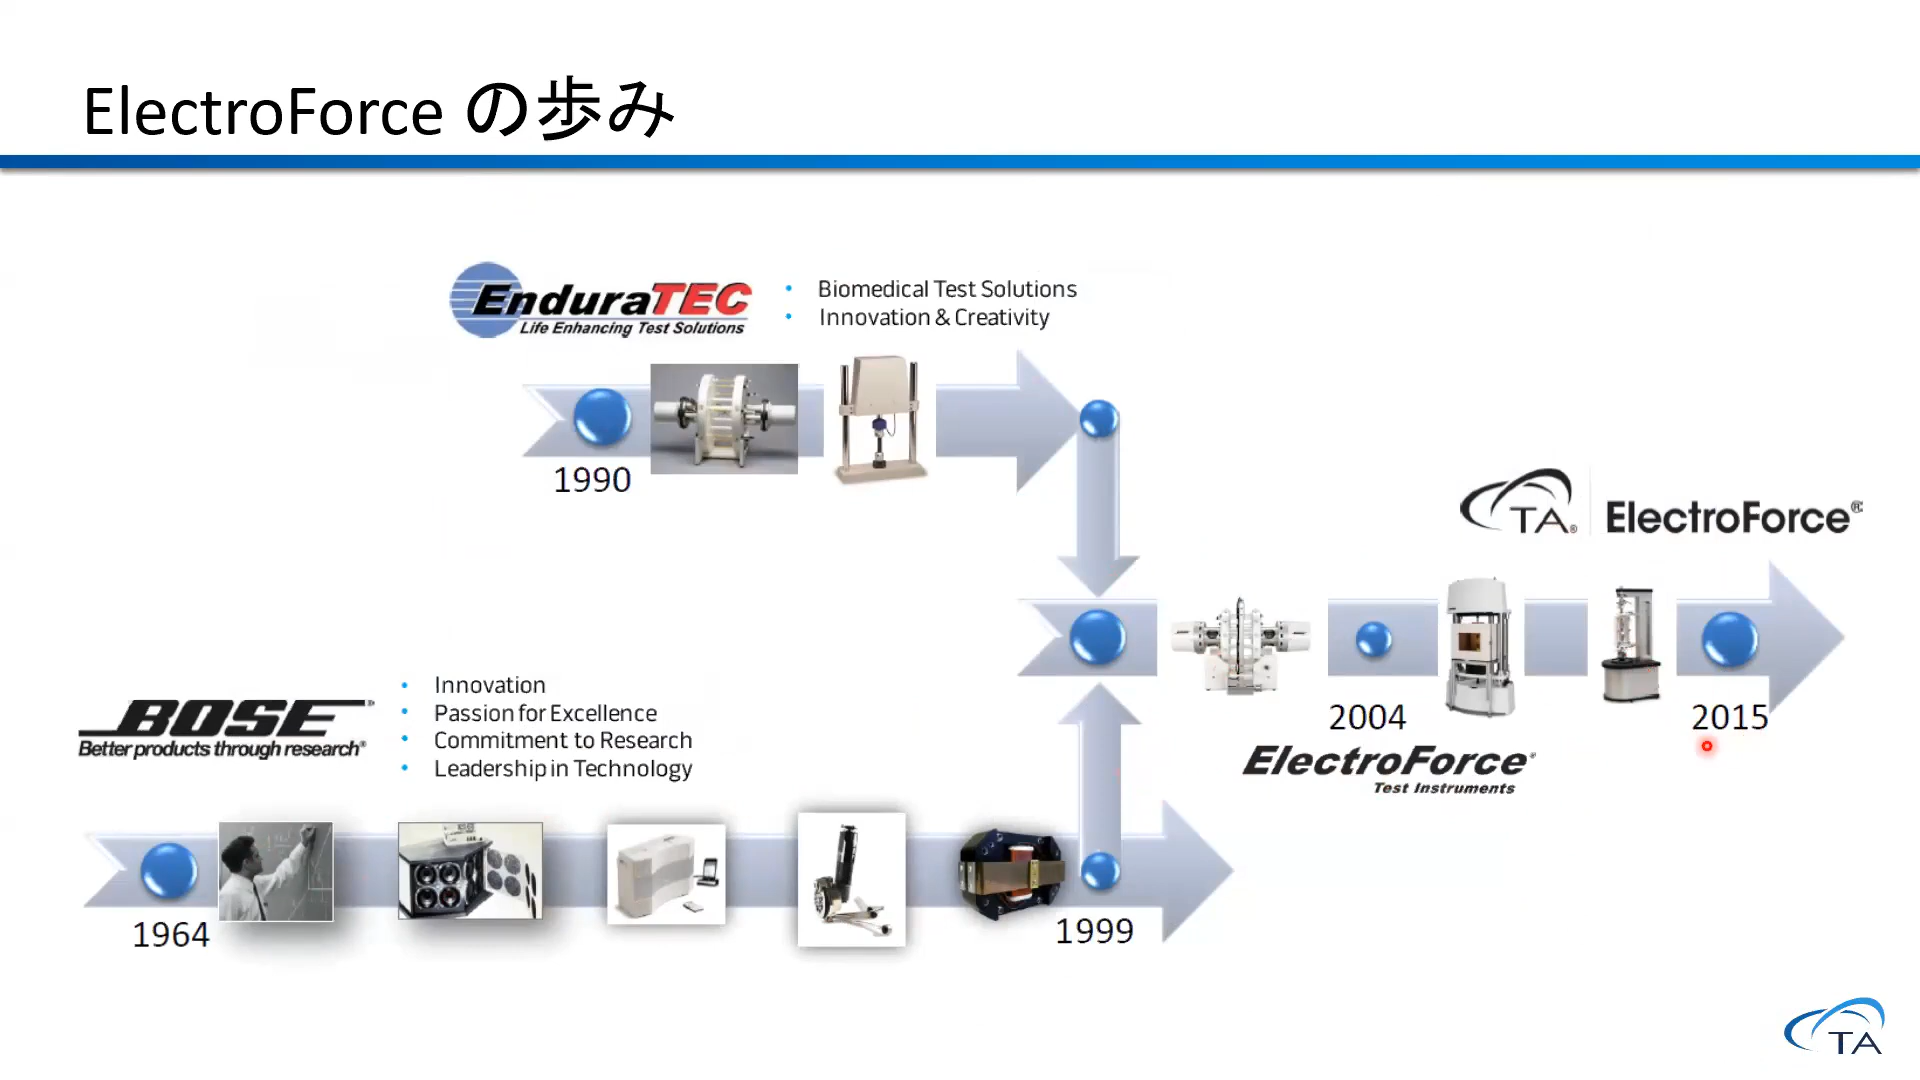 ElectroForce の歩み
EnduraTEC
Life Enhancing Test Solutions
• Biomedical Test Solutions
• Innovation & Creativity
1990
TA®
ElectroForce®
BOSE®
Better products through research®
• Innovation
• Passion for Excellence
• Commitment to Research
• Leadership in Technology
2004
2015
ElectroForce®
Test Instruments
1964
1999
TA